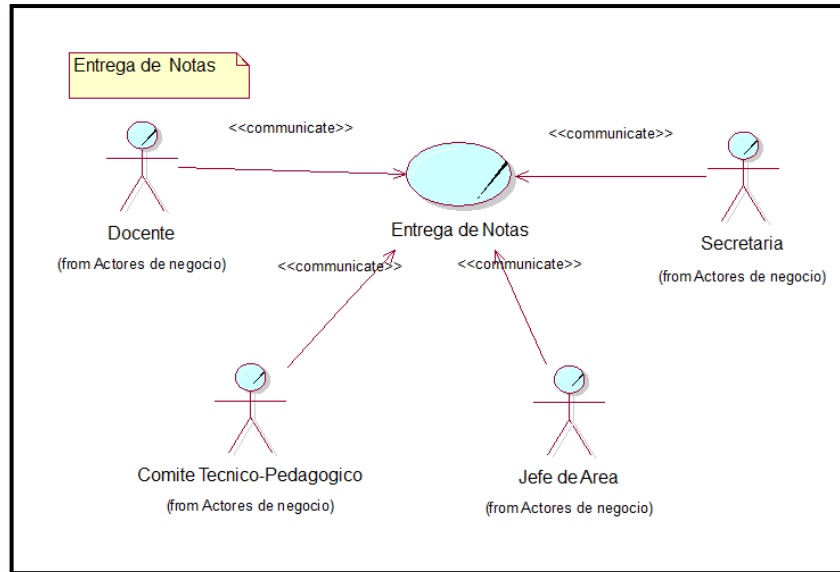 Entrega de Notas
<<communicate>>
<<communicate>>
Docente
(from Actores de negocio)
Entrega de Notas
Secretaria
(from Actores de negocio)
<<communicate>>
<<communicate>>
Comite Tecnico-Pedagogico
(from Actores de negocio)
Jefe de Area
(from Actores de negocio)